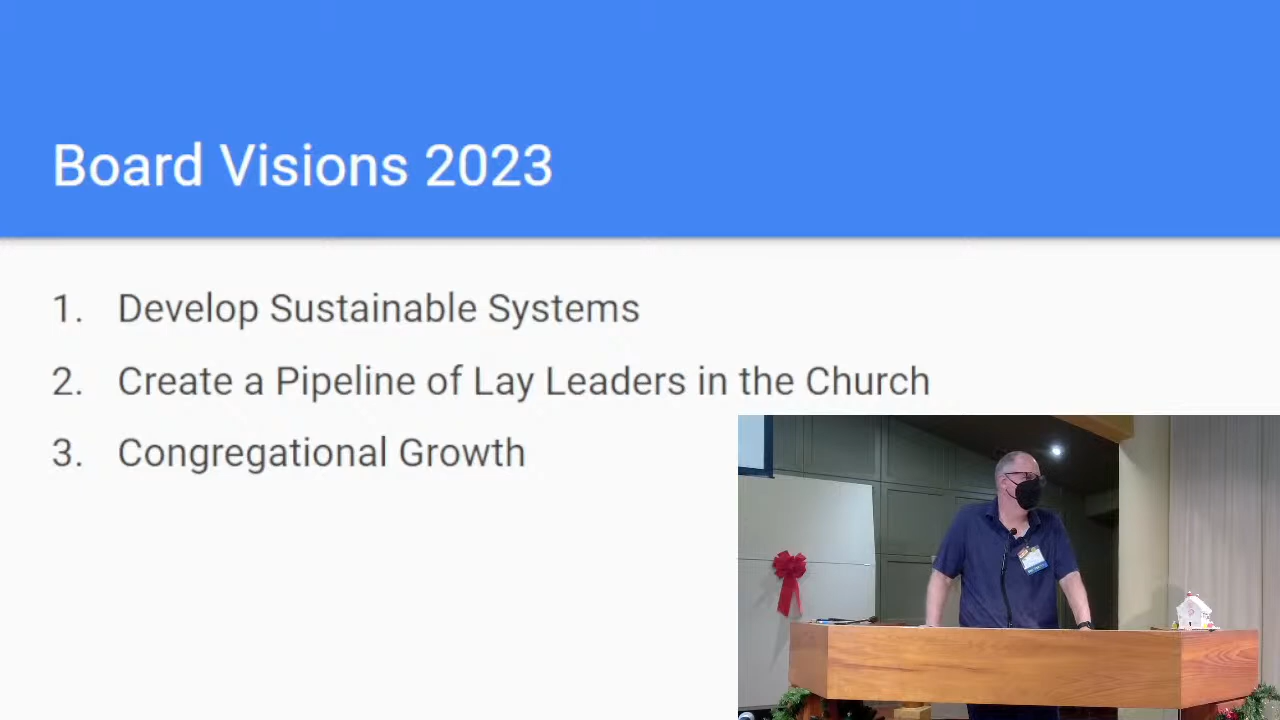 Board Visions 2023
1. Develop Sustainable Systems
2. Create a Pipeline of Lay Leaders in the Church
3. Congregational Growth